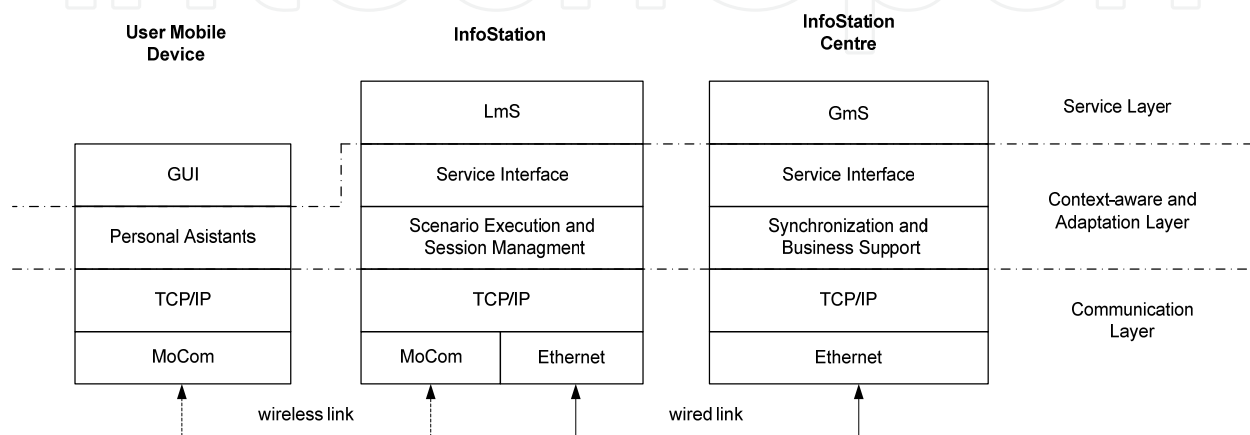 User Mobile
Device
InfoStation
InfoStation
Centre
LmS
GmS
Service Layer
GUI
Service Interface
Service Interface
Context-aware and
Adaptation Layer
Personal Asistants
Scenario Execution and
Session Managment
Synchronization and
Business Support
TCP/IP
TCP/IP
TCP/IP
Communication
Layer
MoCom
MoCom
Ethernet
Ethernet
wireless link
wired link